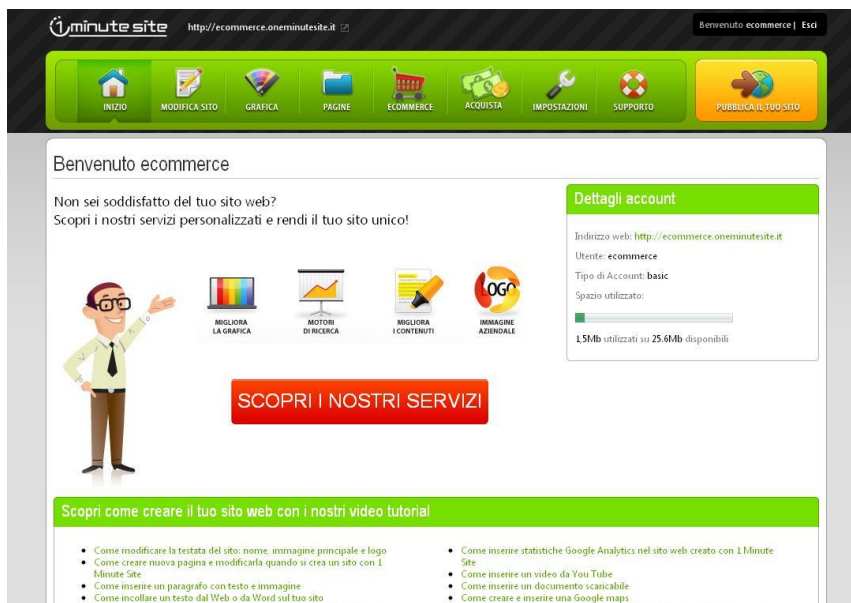 1minute site
http://ecommerce.oneminutesite.it
Benvenuto ecommerce | Esci
INIZIO
MODIFICA SITO
GRAFICA
PAGINE
ECOMMERCE
ACQUISTA
IMPOSTAZIONI
SUPPORTO
PUBBLICA IL TUO SITO
Benvenuto ecommerce
Non sei soddisfatto del tuo sito web?
Scopri i nostri servizi personalizzati e rendi il tuo sito unico!
LOGO
MIGLIORA
LA GRAFICA
MOTORI
DI RICERCA
MIGLIORA
I CONTENUTI
IMMAGINE
AZIENDALE
SCOPRI I NOSTRI SERVIZI
Dettagli account
Indirizzo web: http://ecommerce.oneminutesite.it
Utente: ecommerce
Tipo di Account: basic
Spazio utilizzato:
1,5Mb utilizzati su 25.6Mb disponibili
Scopri come creare il tuo sito web con i nostri video tutorial
Come modificare la testata del sito: nome, immagine principale e logo
Come creare nuova pagina e modificarla quando si crea un sito con 1
Minute Site
Come inserire un paragrafo con testo e immagine
Come incollare un testo dal Web o da Word sul tuo sito
Come inserire statistiche Google Analytics nel sito web creato con 1 Minute
Site
Come inserire un video da You Tube
Come inserire un documento scaricabile
Come creare e inserire una Google maps